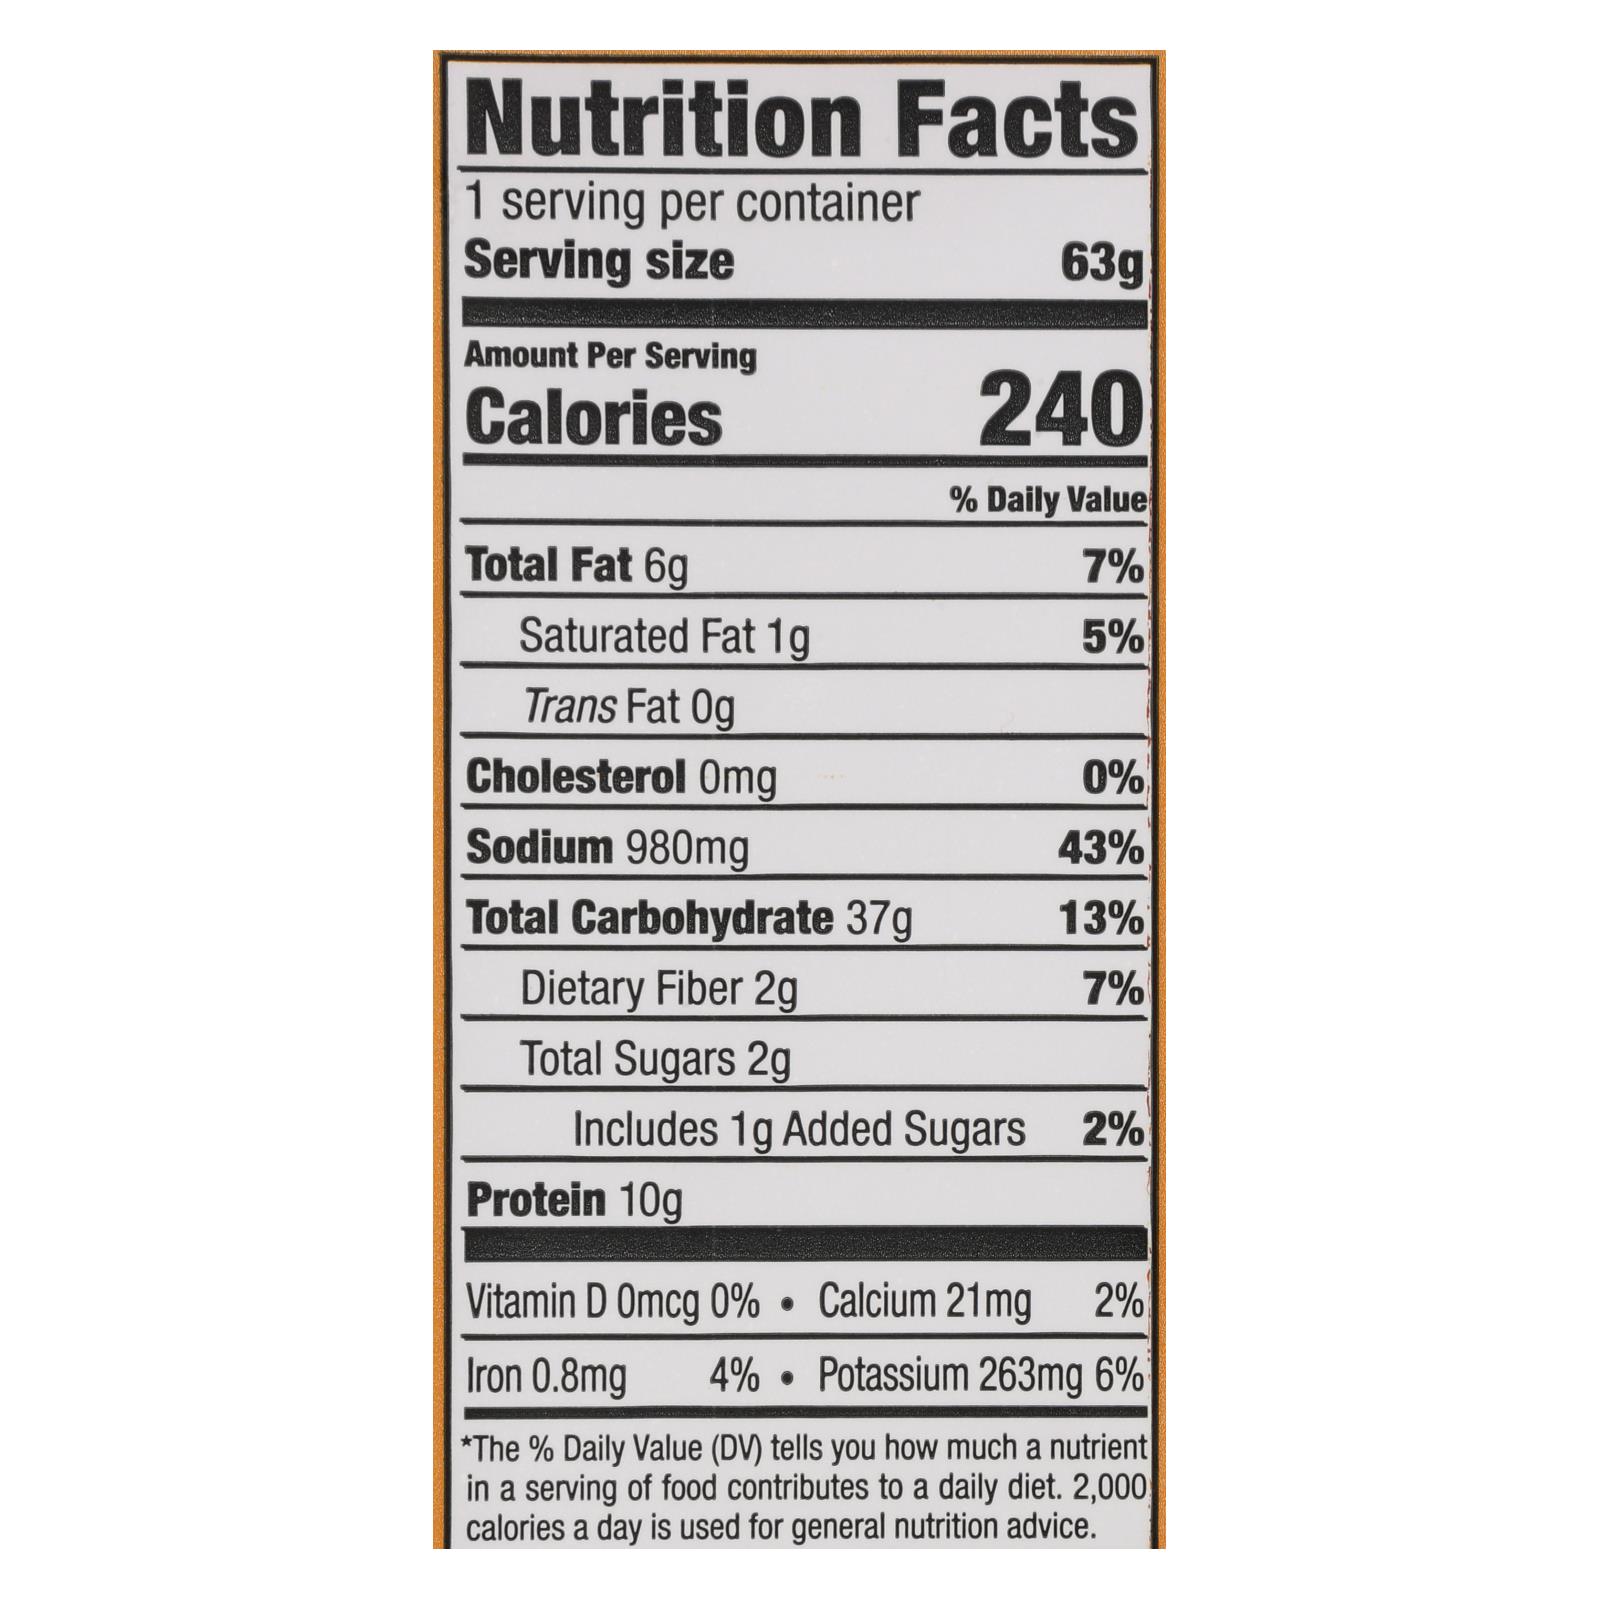 Nutrition Facts
1 serving per container
Serving size 63g
Amount Per Serving
Calories 240
% Daily Value
Total Fat 6g 7%
Saturated Fat 1g 5%
Trans Fat 0g
Cholesterol 0mg 0%
Sodium 980mg 43%
Total Carbohydrate 37g 13%
Dietary Fiber 2g 7%
Total Sugars 2g
Includes 1g Added Sugars 2%
Protein 10g
Vitamin D 0mcg 0% • Calcium 21mg 2%
Iron 0.8mg 4% • Potassium 263mg 6%
*The % Daily Value (DV) tells you how much a nutrient
in a serving of food contributes to a daily diet. 2,000
calories a day is used for general nutrition advice.